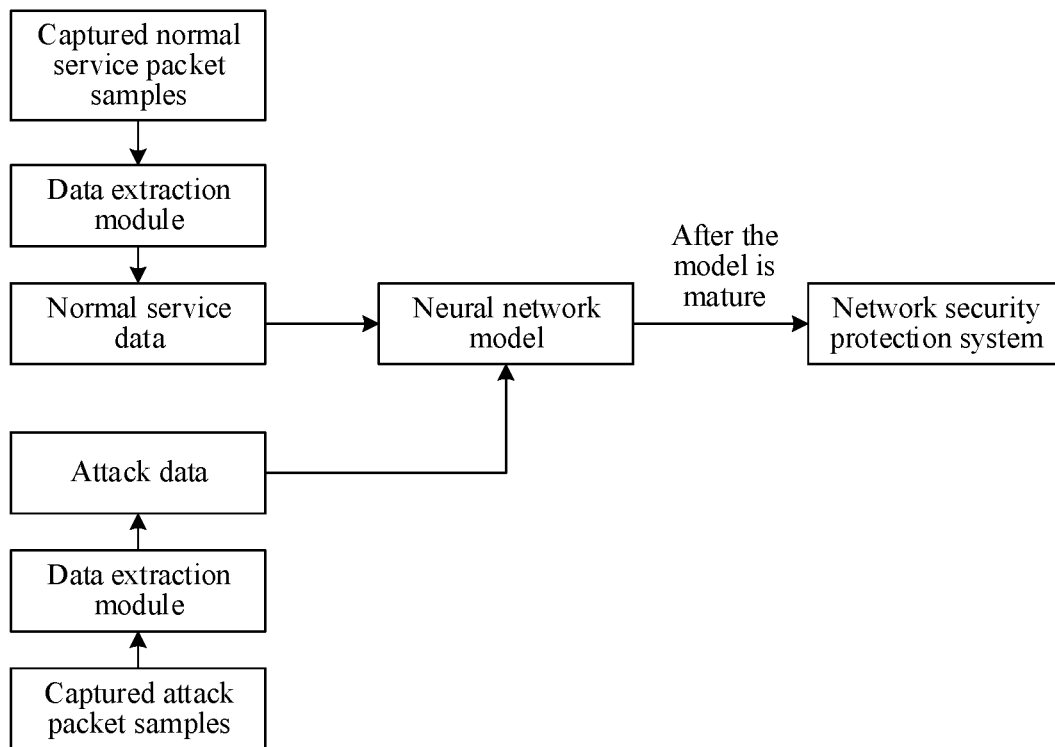 Captured normal
service packet
samples
Data extraction
module
Normal service
data
Neural network
model
After the
model is
mature
Network security
protection system
Attack data
Data extraction
module
Captured attack
packet samples